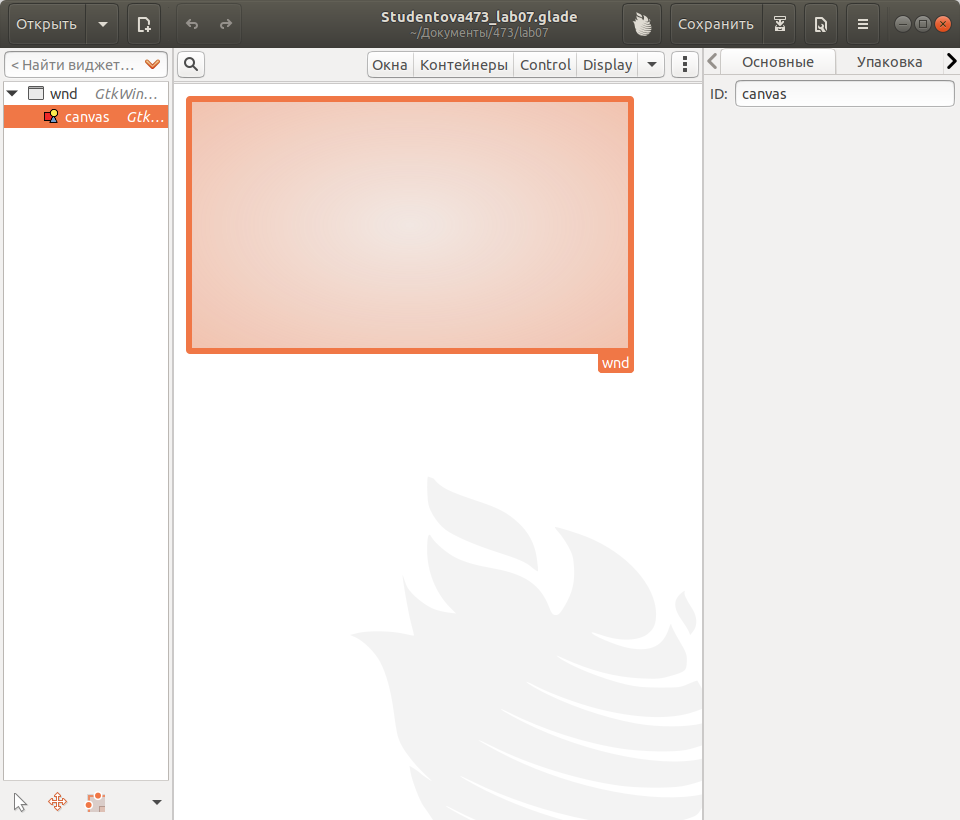 Открыть
Studentova473_lab07.glade
~/Документы/473/lab07
Сохранить
< Найти виджет…
Окна Контейнеры Control Display
Основные Упаковка
wnd GtkWin…
canvas Gtk…
ID: canvas
wnd